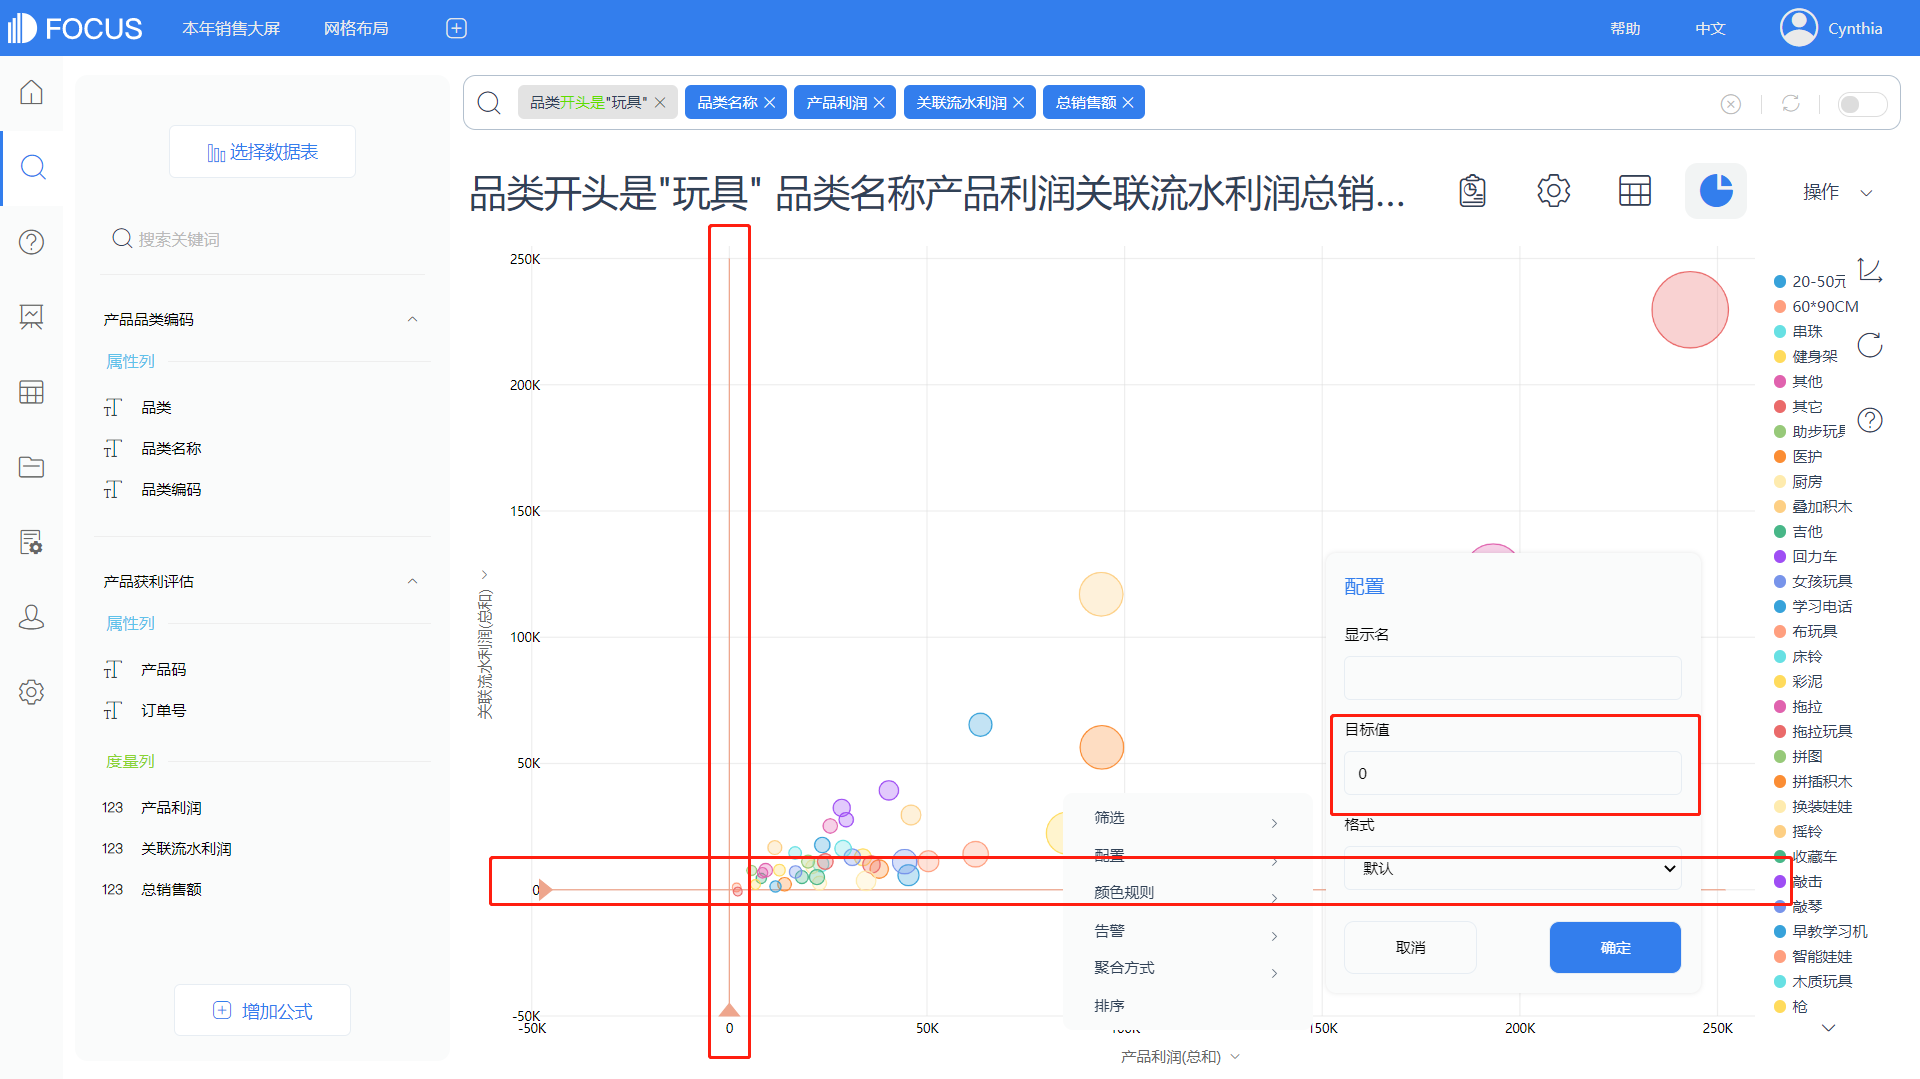 FOCUS
本年销售大屏
网格布局
帮助
中文
Cynthia
品类开头是"玩具"
品类名称
产品利润
关联流水利润
总销售额
选择数据表
搜索关键词
产品品类编码
属性列
品类
品类名称
品类编码
产品获利评估
属性列
产品码
订单号
度量列
123 产品利润
123 关联流水利润
123 总销售额
增加公式
品类开头是"玩具" 品类名称产品利润关联流水利润总销...
操作
250K
200K
150K
100K
50K
0
-50K
关联流水利润(总和)
-50K
0
50K
150K
200K
250K
产品利润(总和)
筛选
配置
颜色规则
告警
聚合方式
排序
配置
显示名
目标值
0
格式
默认
取消
确定
20-50元
60*90CM
串珠
健身架
其他
其它
助步玩具
医护
厨房
叠加积木
吉他
回力车
女孩玩具
学习电话
布玩具
床铃
彩泥
拖拉
拖拉玩具
拼图
拼插积木
换装娃娃
摇铃
收藏车
敲击
敲琴
早教学习机
智能娃娃
木质玩具
枪